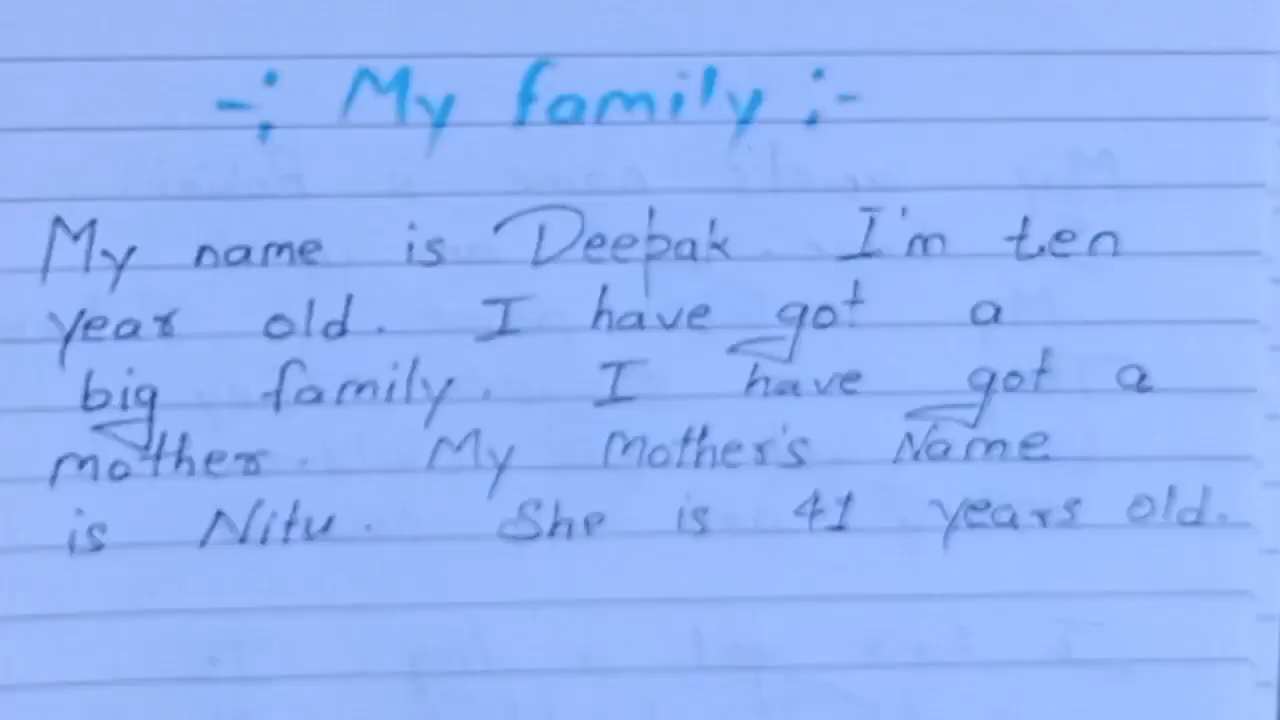 -: My family :-
My name is Deepak. I'm ten
year old. I have got a
big family. I have got a
mother. My Mother's Name
is Nitu. She is 41 years old.